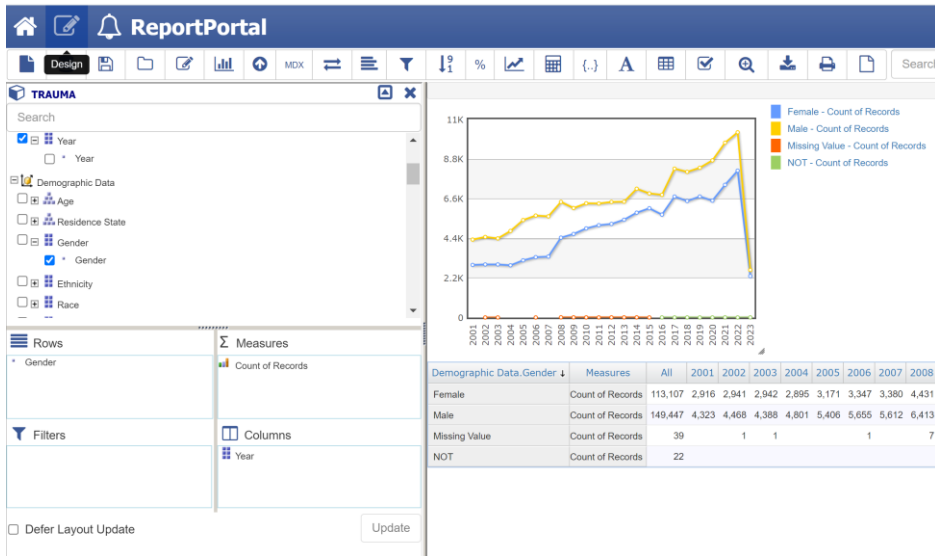 ReportPortal
Design
MDX
%
{..}
A
Search
TRAUMA
Search
Year
* Year
Demographic Data
Age
Residence State
Gender
* Gender
Ethnicity
Race
Rows
* Gender
Σ Measures
Count of Records
Filters
Columns
Year
Defer Layout Update
Update
11K
8.8K
6.6K
4.4K
2.2K
0
2001 2002 2003 2004 2005 2006 2007 2008 2009 2010 2011 2012 2013 2014 2015 2016 2017 2018 2019 2020 2021 2022 2023
Female - Count of Records
Male - Count of Records
Missing Value - Count of Records
NOT - Count of Records
Demographic Data.Gender ↓ Measures All 2001 2002 2003 2004 2005 2006 2007 2008
Female Count of Records 113,107 2,916 2,941 2,942 2,895 3,171 3,347 3,380 4,431
Male Count of Records 149,447 4,323 4,468 4,388 4,801 5,406 5,655 5,612 6,413
Missing Value Count of Records 39 1 1 1 7
NOT Count of Records 22